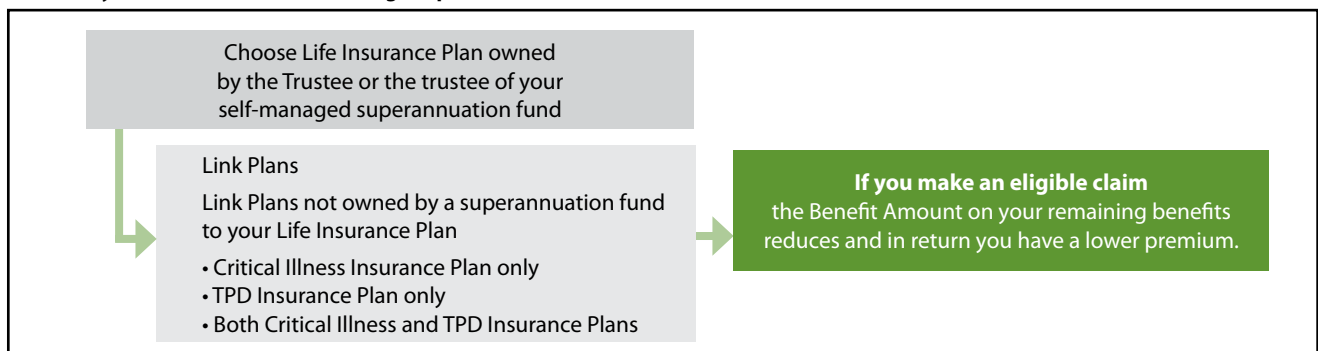 Choose Life Insurance Plan owned
by the Trustee or the trustee of your
self-managed superannuation fund
Link Plans
Link Plans not owned by a superannuation fund
to your Life Insurance Plan
• Critical Illness Insurance Plan only
• TPD Insurance Plan only
• Both Critical Illness and TPD Insurance Plans
If you make an eligible claim
the Benefit Amount on your remaining benefits
reduces and in return you have a lower premium.